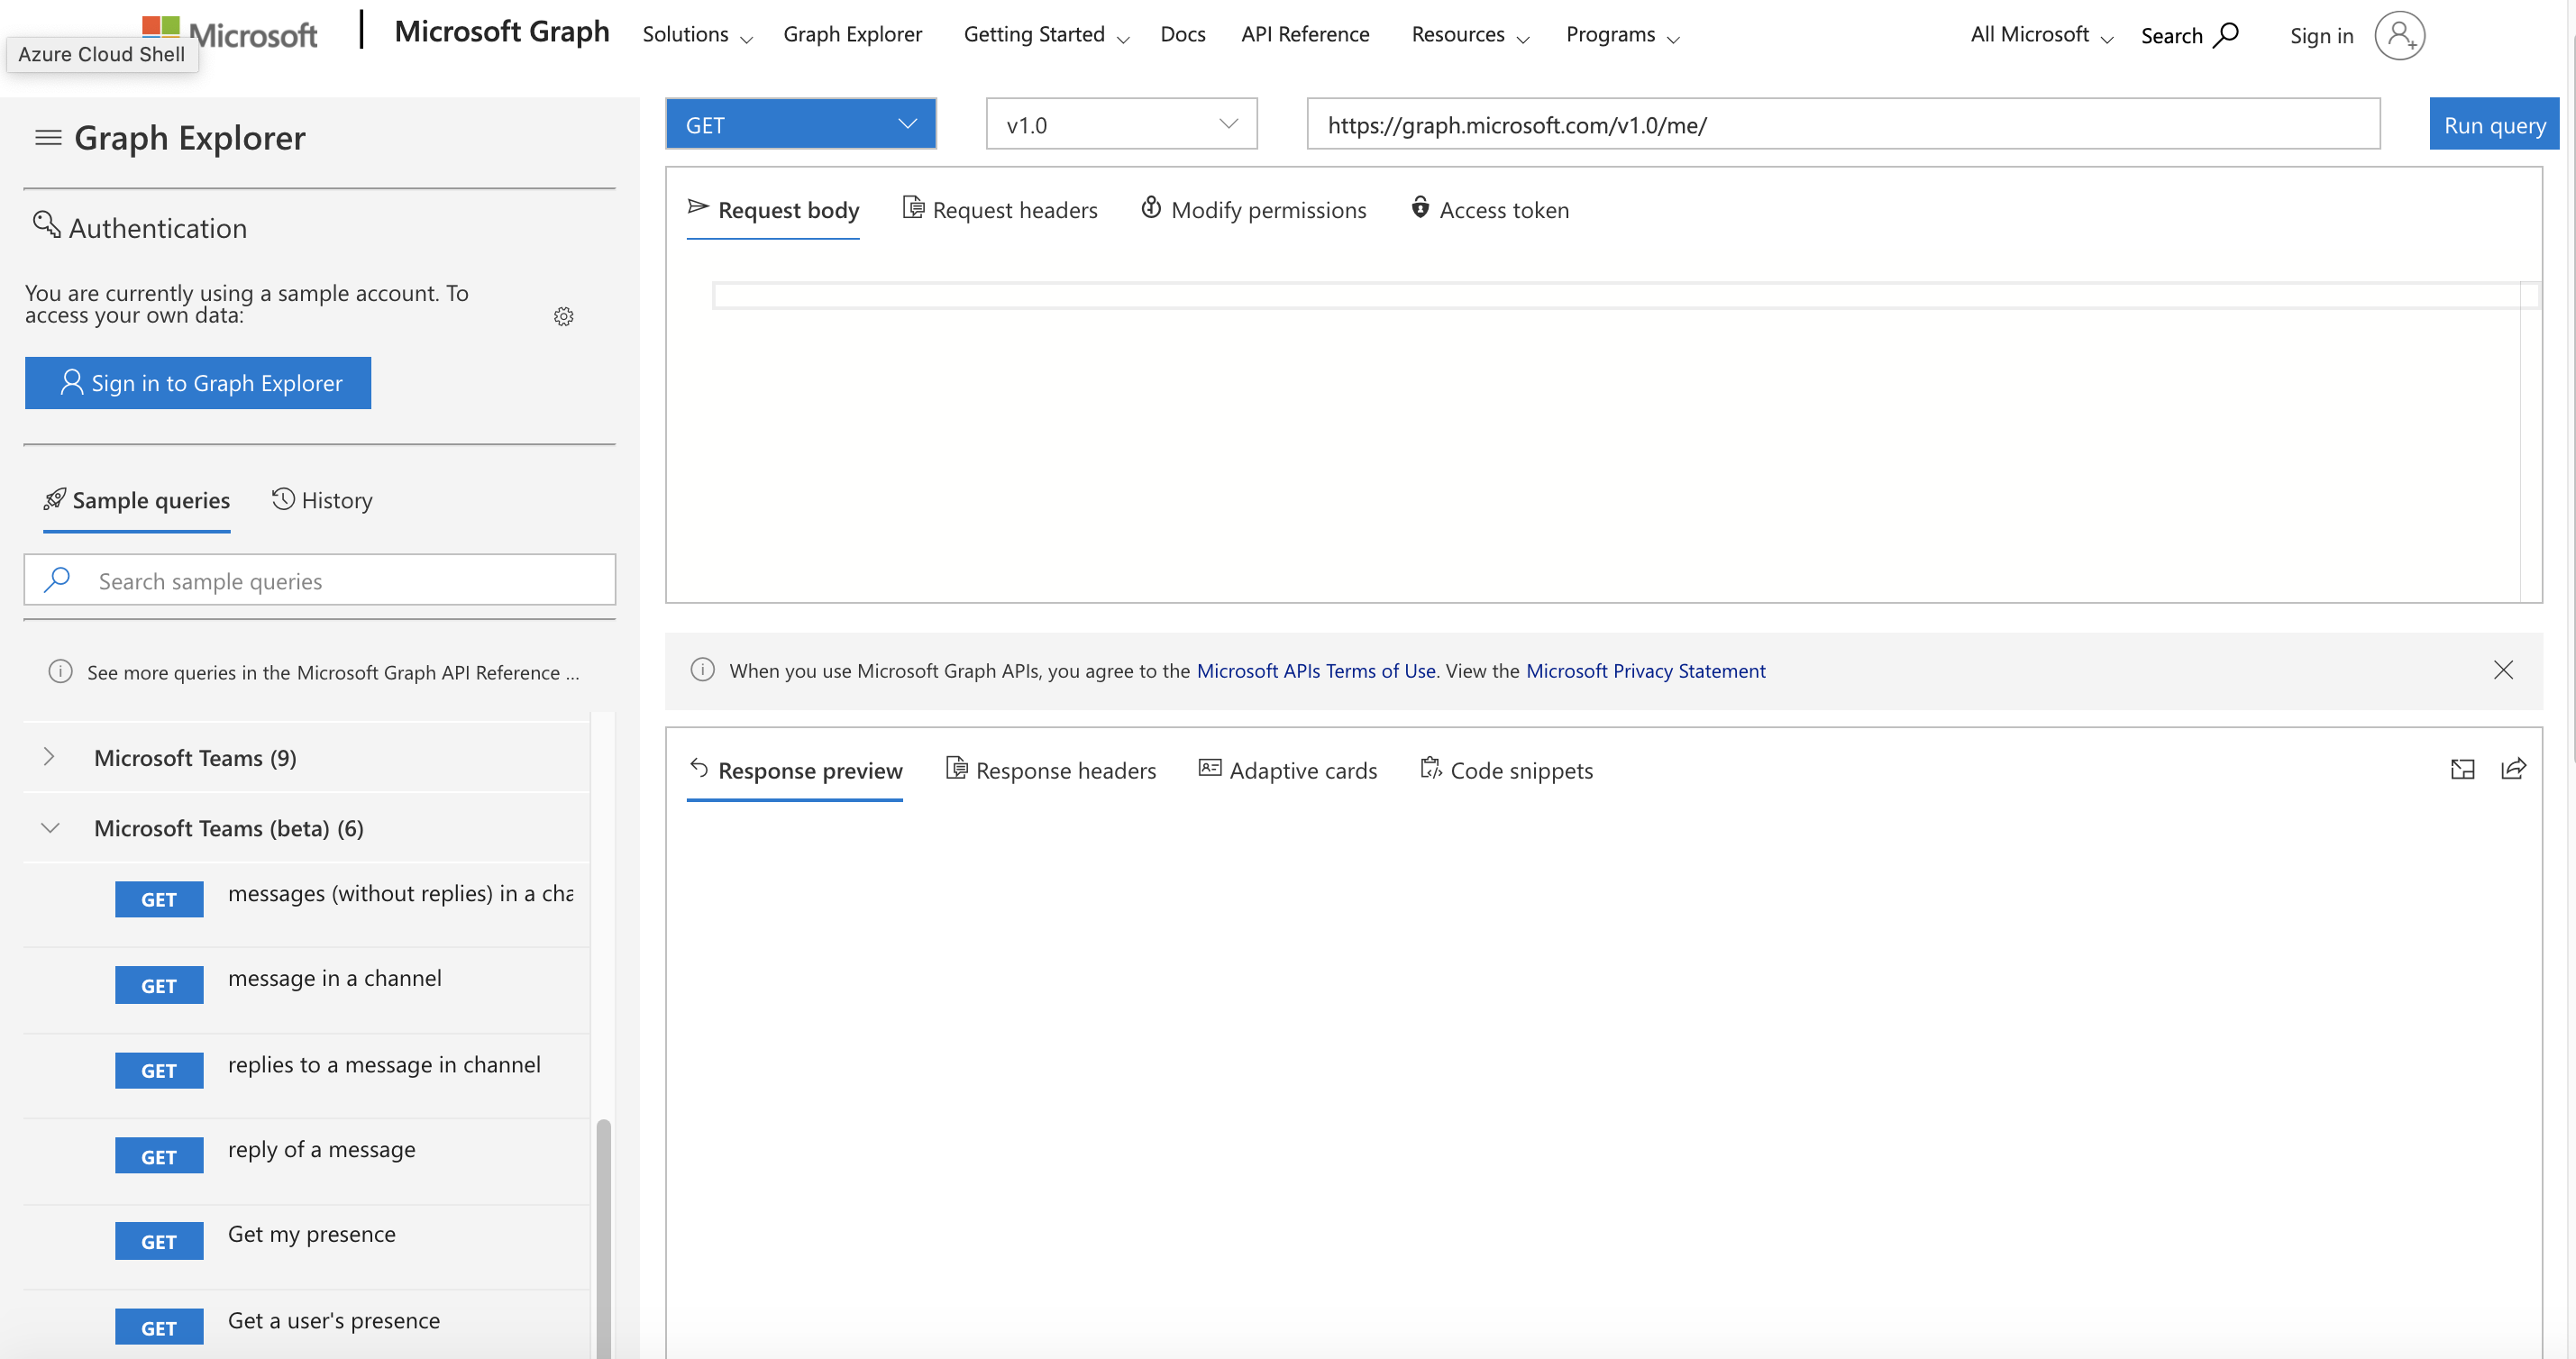 Microsoft
Microsoft Graph
Solutions
Graph Explorer
Getting Started
Docs
API Reference
Resources
Programs
All Microsoft
Search
Sign in
Azure Cloud Shell
Graph Explorer
Authentication
You are currently using a sample account. To
access your own data:
Sign in to Graph Explorer
Sample queries
History
Search sample queries
See more queries in the Microsoft Graph API Reference ...
Microsoft Teams (9)
Microsoft Teams (beta) (6)
GET messages (without replies) in a cha
GET message in a channel
GET replies to a message in channel
GET reply of a message
GET Get my presence
GET Get a user's presence
GET
v1.0
https://graph.microsoft.com/v1.0/me/
Run query
Request body
Request headers
Modify permissions
Access token
When you use Microsoft Graph APIs, you agree to the Microsoft APIs Terms of Use. View the Microsoft Privacy Statement
Response preview
Response headers
Adaptive cards
Code snippets